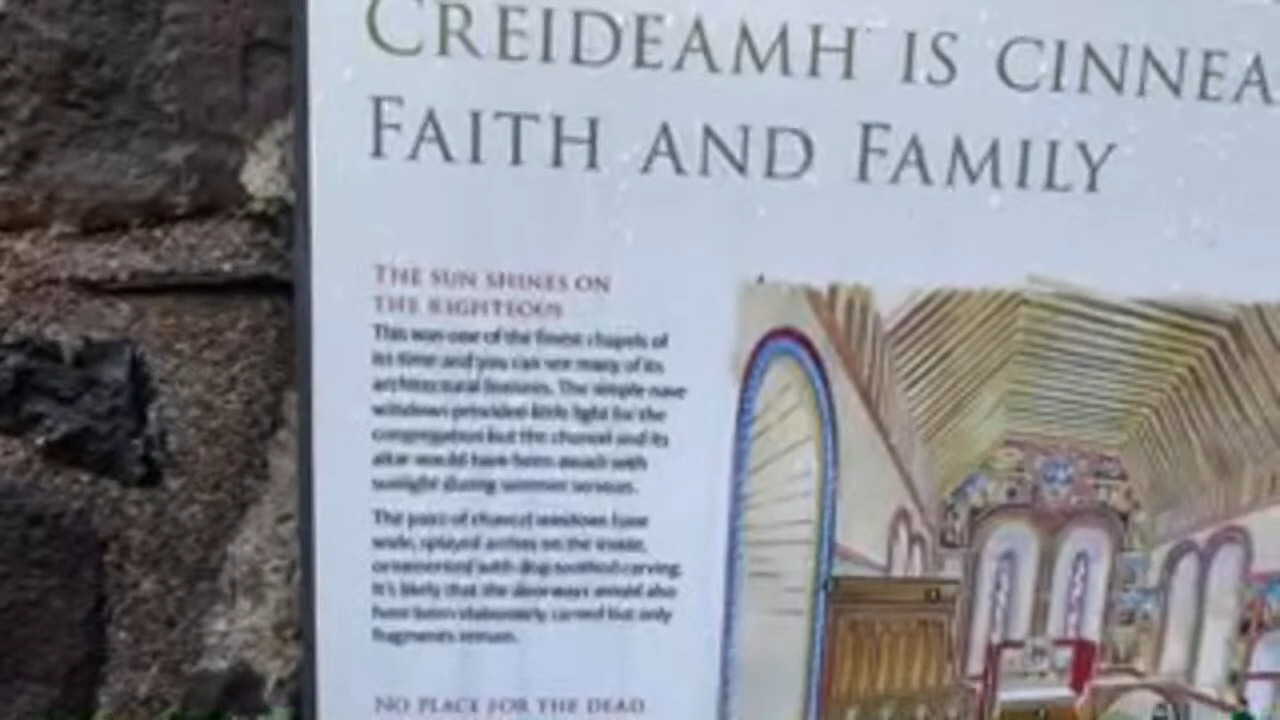 CREIDEAMH IS CINNEA
FAITH AND FAMILY
THE SUN SHINES ON
THE RIGHTEOUS
This was one of the finest chapels of
its time and you can see many of its
architectural features. The simple nave
windows provided little light for the
congregation but the chancel and its
altar would have been awash with
sunlight during summer services.
The pair of chancel windows have
wide, splayed arches on the inside,
ornamented with dog-toothed carving.
It's likely that the doorways would also
have been elaborately carved but only
fragments remain.
NO PLACE FOR THE DEAD